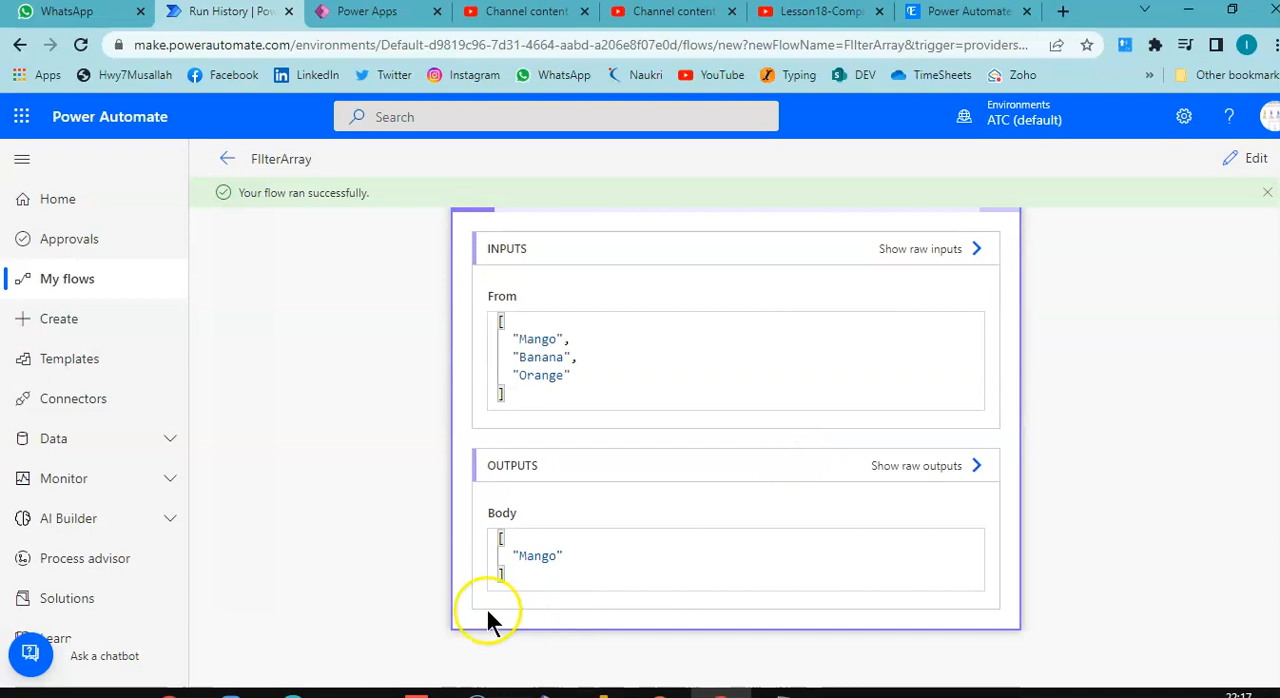 WhatsApp
Run History | Pow
Power Apps
Channel content
Channel content
Lesson18-Comp
Power Automate
make.powerautomate.com/environments/Default-d9819c96-7d31-4664-aabd-a206e8f07e0d/flows/new?newFlowName=FIlterArray&trigger=providers...
Apps
Hwy7Musallah
Facebook
LinkedIn
Twitter
Instagram
WhatsApp
Naukri
YouTube
Typing
DEV
TimeSheets
Zoho
»
Other bookmark
Power Automate
Search
Environments
ATC (default)
FIlterArray
Edit
Your flow ran successfully.
Home
Approvals
My flows
Create
Templates
Connectors
Data
Monitor
AI Builder
Process advisor
Solutions
Learn
Ask a chatbot
INPUTS
Show raw inputs
From
[
"Mango",
"Banana",
"Orange"
]
OUTPUTS
Show raw outputs
Body
[
"Mango"
]
22:17